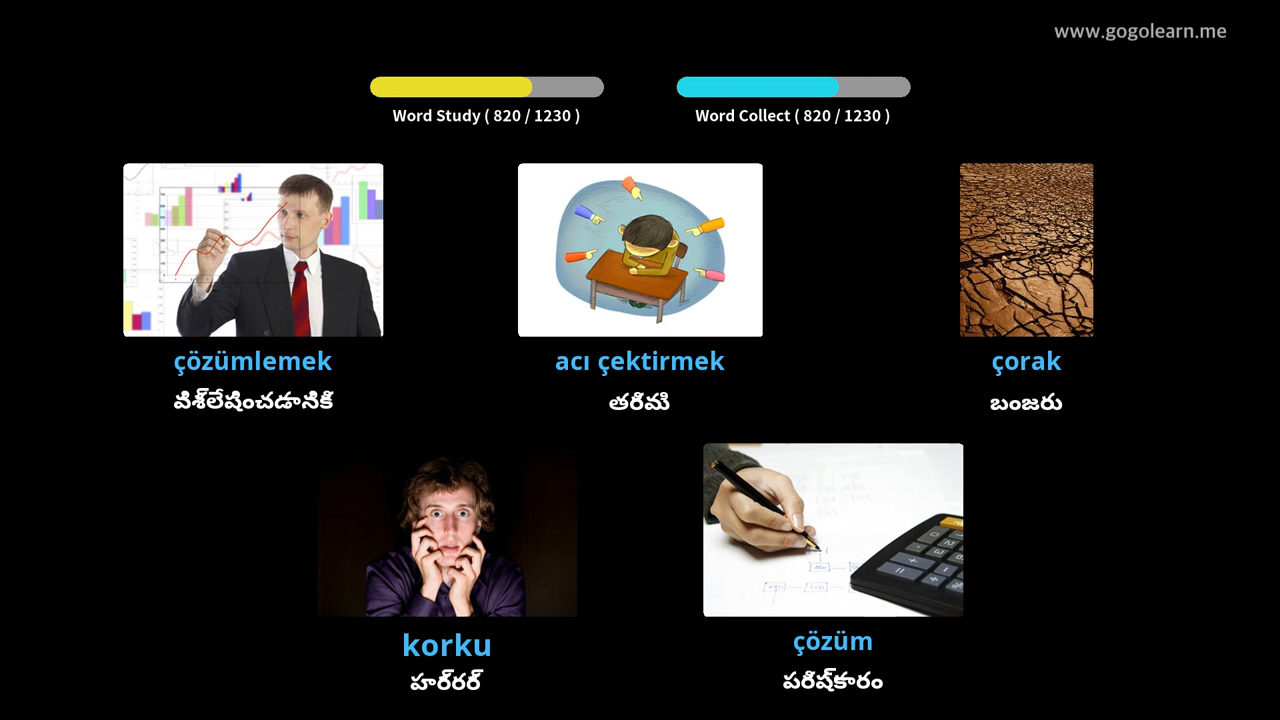 www.gogolearn.me
Word Study ( 820 / 1230 )
Word Collect ( 820 / 1230 )
çözümlemek
విశ్‌లేషించడానికి
acı çektirmek
తరిమి
çorak
బంజరు
korku
హర్‌రర్
çözüm
పరిష్‌కారం